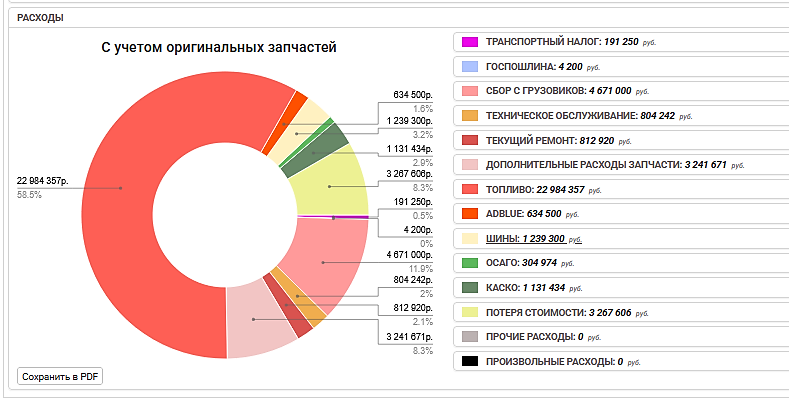 РАСХОДЫ
С учетом оригинальных запчастей
634 500р.
1.6%
1 239 300р.
3.2%
1 131 434р.
2.9%
3 267 606р.
8.3%
191 250р.
0.5%
4 200р.
0%
4 671 000р.
11.9%
804 242р.
2%
812 920р.
2.1%
3 241 671р.
8.3%
22 984 357р.
58.5%
Сохранить в PDF
ТРАНСПОРТНЫЙ НАЛОГ: 191 250 руб.
ГОСПОШЛИНА: 4 200 руб.
СБОР С ГРУЗОВИКОВ: 4 671 000 руб.
ТЕХНИЧЕСКОЕ ОБСЛУЖИВАНИЕ: 804 242 руб.
ТЕКУЩИЙ РЕМОНТ: 812 920 руб.
ДОПОЛНИТЕЛЬНЫЕ РАСХОДЫ ЗАПЧАСТИ: 3 241 671 руб.
ТОПЛИВО: 22 984 357 руб.
ADBLUE: 634 500 руб.
ШИНЫ: 1 239 300 руб.
ОСАГО: 304 974 руб.
КАСКО: 1 131 434 руб.
ПОТЕРЯ СТОИМОСТИ: 3 267 606 руб.
ПРОЧИЕ РАСХОДЫ: 0 руб.
ПРОИЗВОЛЬНЫЕ РАСХОДЫ: 0 руб.